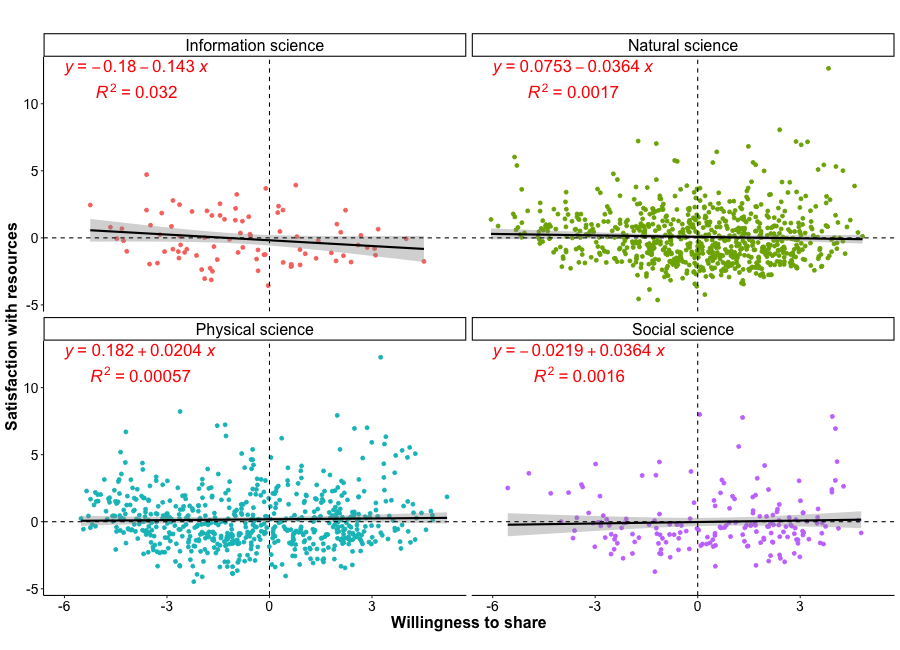 Information science
Natural science
y = −0.18 − 0.143 x
R² = 0.032
y = 0.0753 − 0.0364 x
R² = 0.0017
10
5
0
-5
Physical science
Social science
y = 0.182 + 0.0204 x
R² = 0.00057
y = −0.0219 + 0.0364 x
R² = 0.0016
10
5
0
-5
-6
-3
0
3
-6
-3
0
3
Willingness to share
Satisfaction with resources